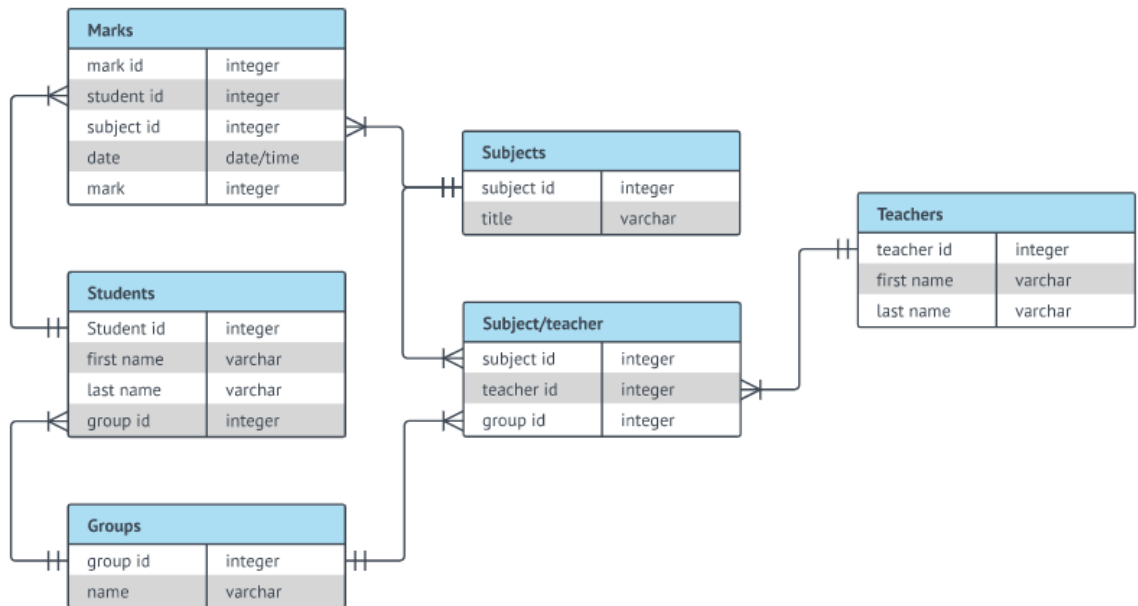 Marks
mark id integer
student id integer
subject id integer
date date/time
mark integer
Subjects
subject id integer
title varchar
Teachers
teacher id integer
first name varchar
last name varchar
Students
Student id integer
first name varchar
last name varchar
group id integer
Subject/teacher
subject id integer
teacher id integer
group id integer
Groups
group id integer
name varchar